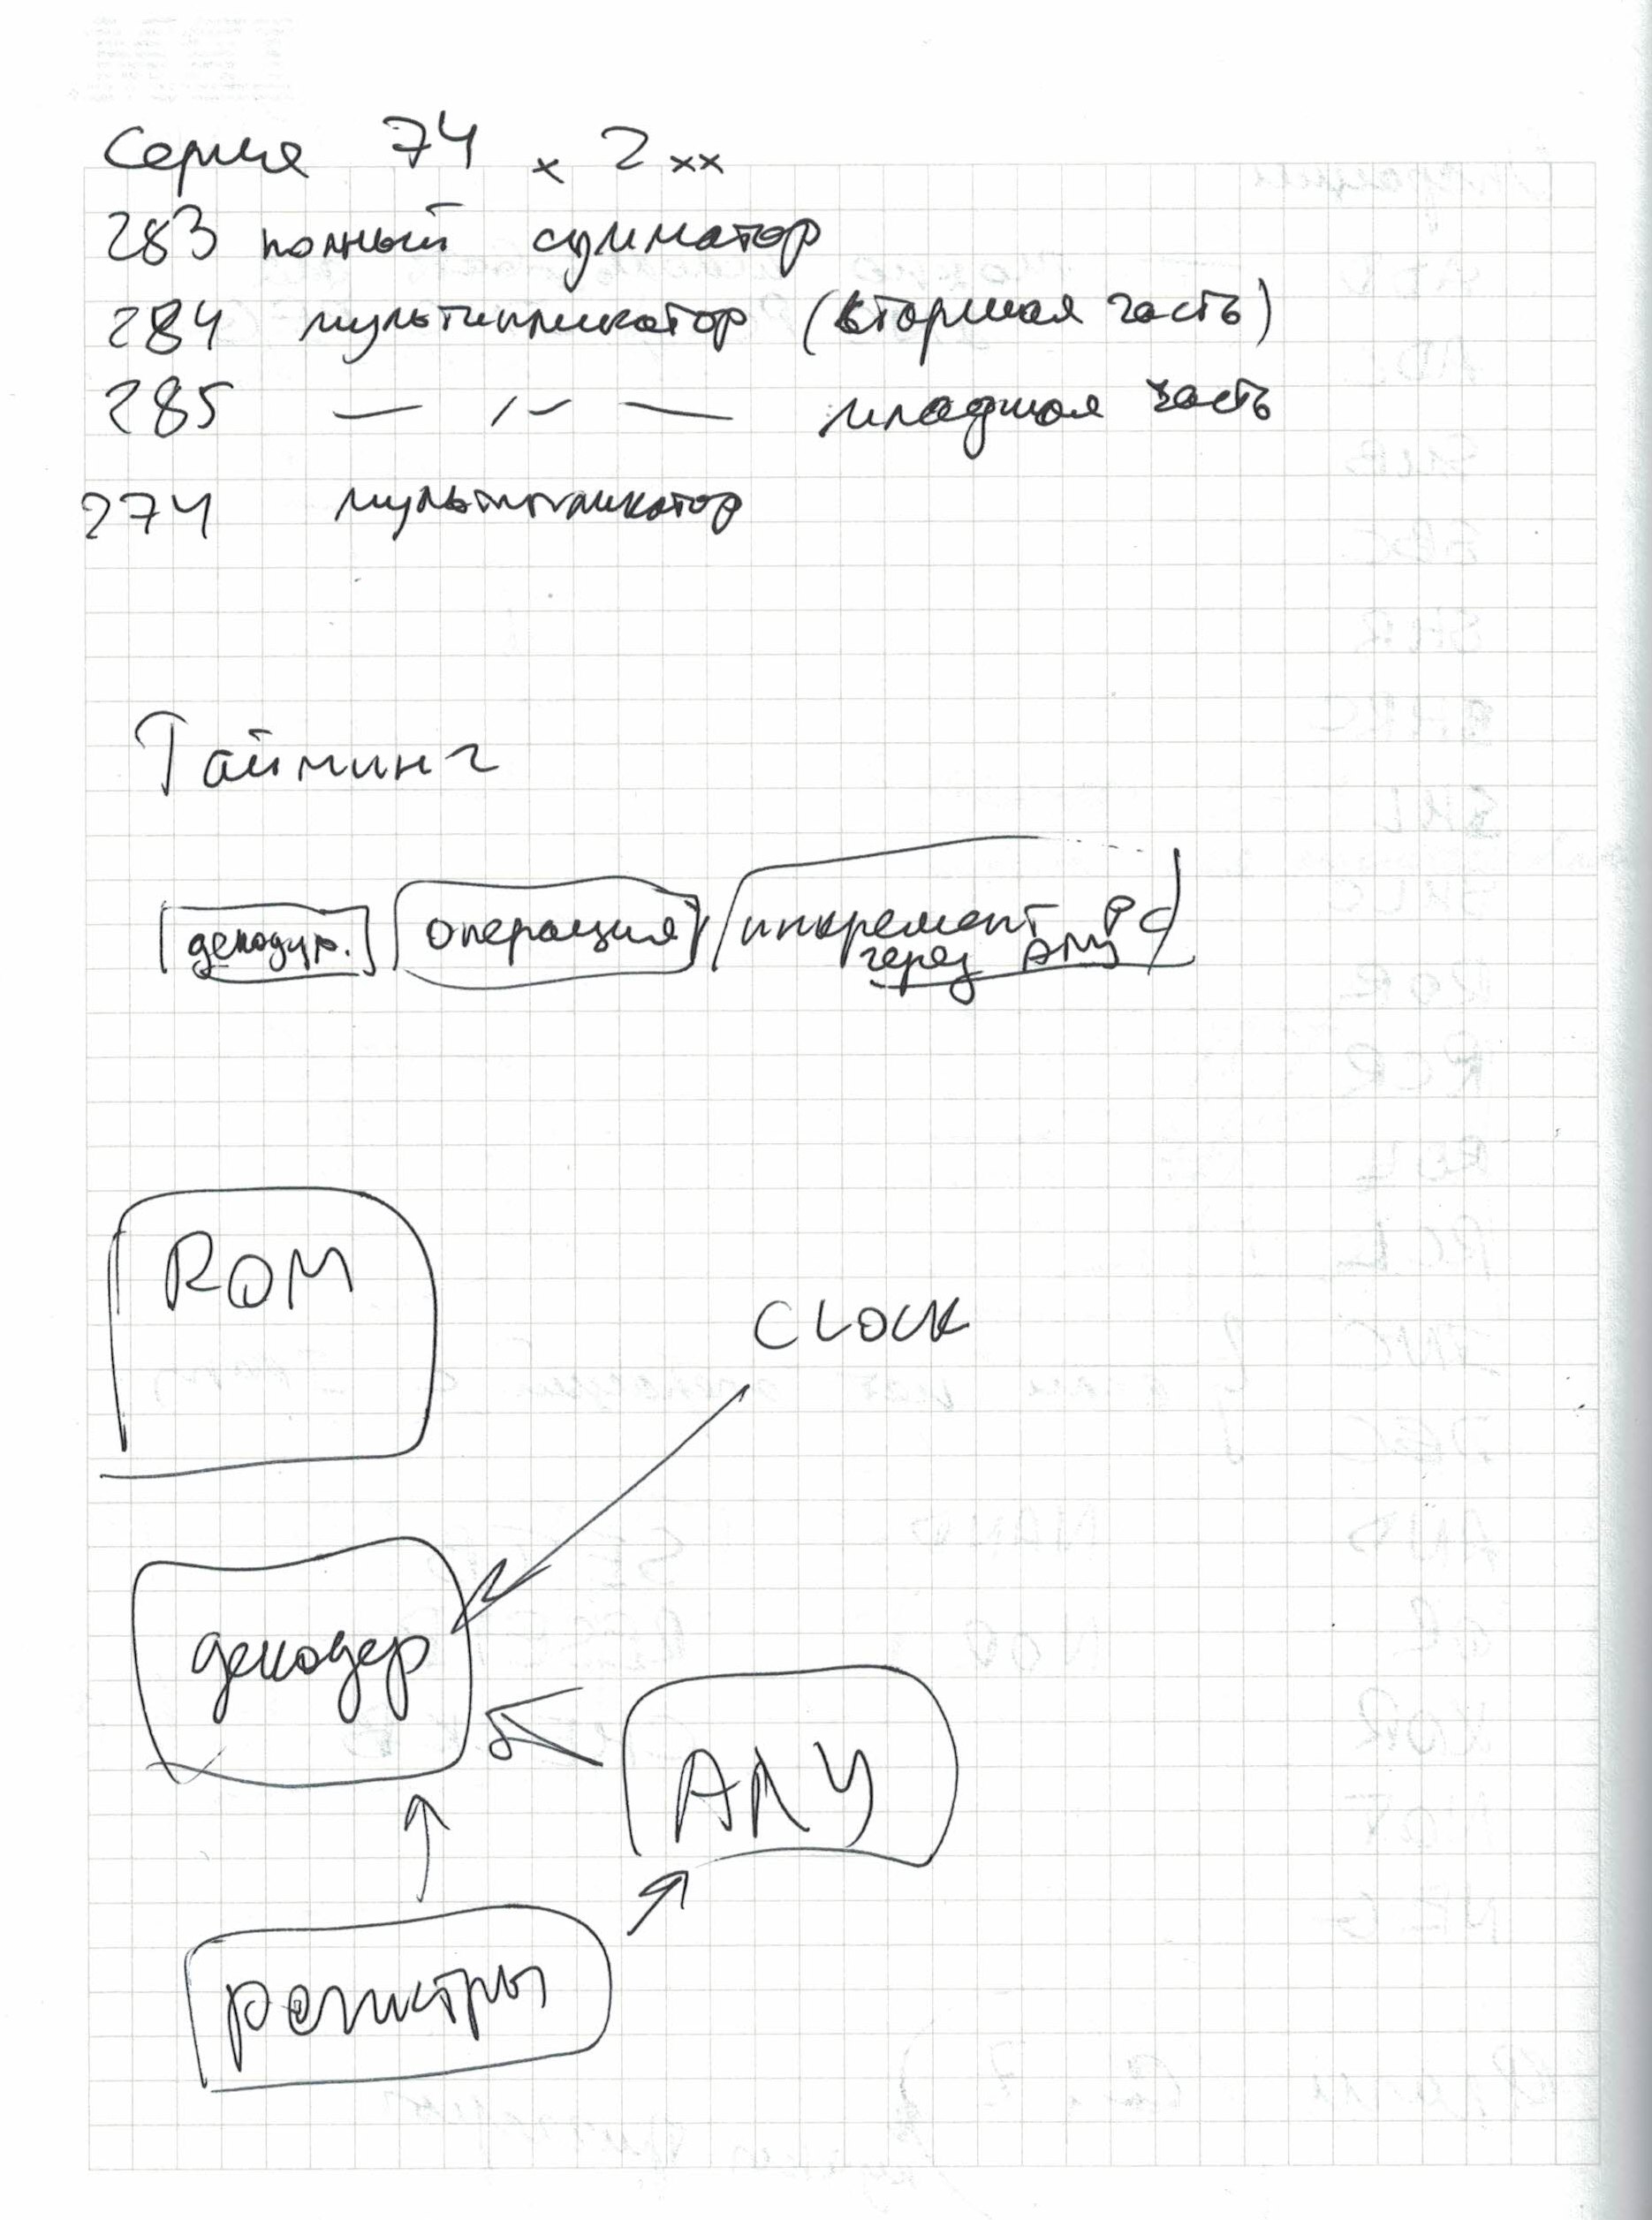 Серия 74 x 2xx
283 полный сумматор
284 мультипликатор (вторшая часть)
285 — 〃 — младшая часть
274 мультипликатор
Тайминг
декодир. операция инкремент PC
через АЛУ
ROM
CLOCK
декодер
АЛУ
регистры